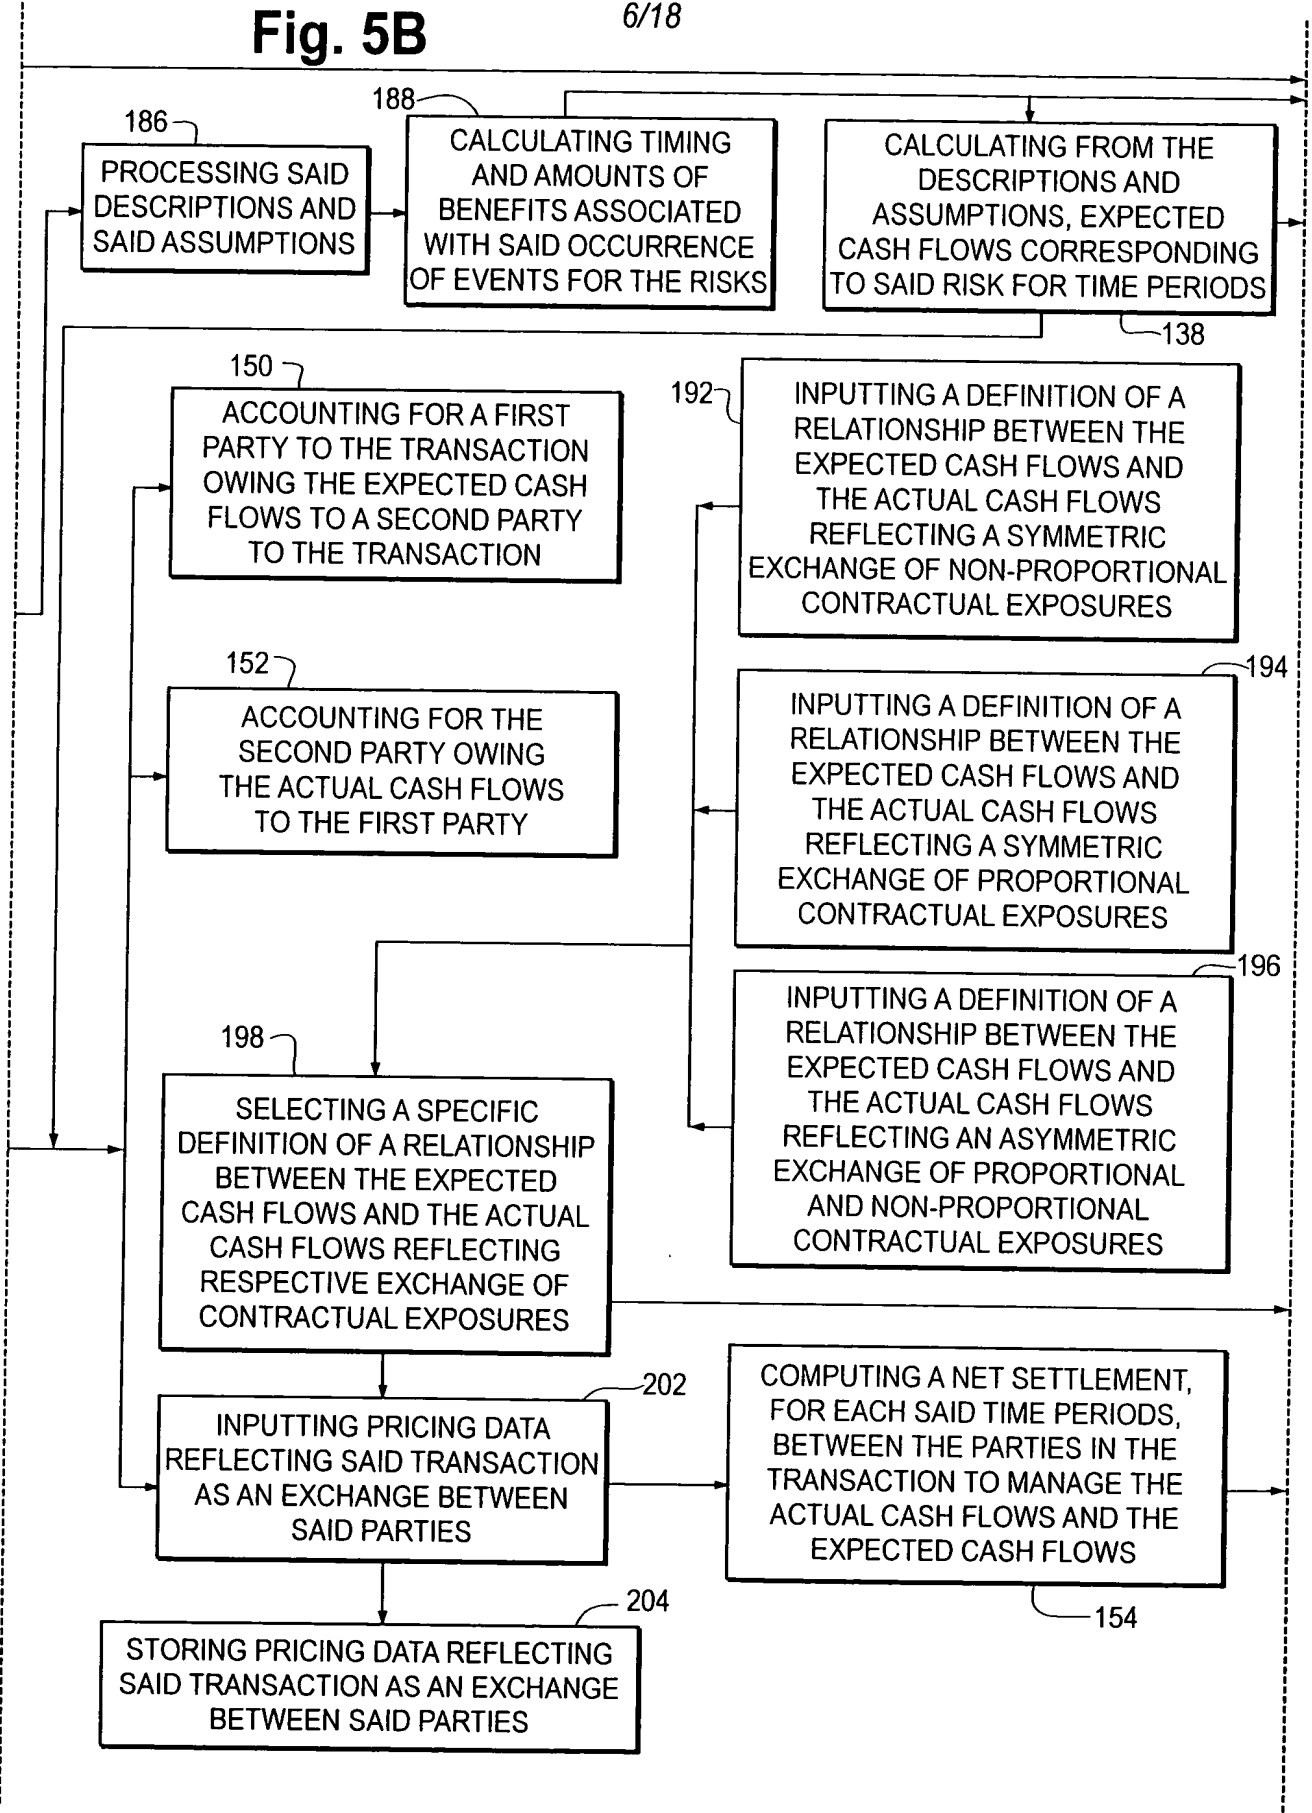 6/18
Fig. 5B
186
PROCESSING SAID
DESCRIPTIONS AND
SAID ASSUMPTIONS
188
CALCULATING TIMING
AND AMOUNTS OF
BENEFITS ASSOCIATED
WITH SAID OCCURRENCE
OF EVENTS FOR THE RISKS
CALCULATING FROM THE
DESCRIPTIONS AND
ASSUMPTIONS, EXPECTED
CASH FLOWS CORRESPONDING
TO SAID RISK FOR TIME PERIODS
138
150
ACCOUNTING FOR A FIRST
PARTY TO THE TRANSACTION
OWING THE EXPECTED CASH
FLOWS TO A SECOND PARTY
TO THE TRANSACTION
192
INPUTTING A DEFINITION OF A
RELATIONSHIP BETWEEN THE
EXPECTED CASH FLOWS AND
THE ACTUAL CASH FLOWS
REFLECTING A SYMMETRIC
EXCHANGE OF NON-PROPORTIONAL
CONTRACTUAL EXPOSURES
152
ACCOUNTING FOR THE
SECOND PARTY OWING
THE ACTUAL CASH FLOWS
TO THE FIRST PARTY
194
INPUTTING A DEFINITION OF A
RELATIONSHIP BETWEEN THE
EXPECTED CASH FLOWS AND
THE ACTUAL CASH FLOWS
REFLECTING A SYMMETRIC
EXCHANGE OF PROPORTIONAL
CONTRACTUAL EXPOSURES
196
INPUTTING A DEFINITION OF A
RELATIONSHIP BETWEEN THE
EXPECTED CASH FLOWS AND
THE ACTUAL CASH FLOWS
REFLECTING AN ASYMMETRIC
EXCHANGE OF PROPORTIONAL
AND NON-PROPORTIONAL
CONTRACTUAL EXPOSURES
198
SELECTING A SPECIFIC
DEFINITION OF A RELATIONSHIP
BETWEEN THE EXPECTED
CASH FLOWS AND THE ACTUAL
CASH FLOWS REFLECTING
RESPECTIVE EXCHANGE OF
CONTRACTUAL EXPOSURES
202
INPUTTING PRICING DATA
REFLECTING SAID TRANSACTION
AS AN EXCHANGE BETWEEN
SAID PARTIES
COMPUTING A NET SETTLEMENT,
FOR EACH SAID TIME PERIODS,
BETWEEN THE PARTIES IN THE
TRANSACTION TO MANAGE THE
ACTUAL CASH FLOWS AND THE
EXPECTED CASH FLOWS
154
204
STORING PRICING DATA REFLECTING
SAID TRANSACTION AS AN EXCHANGE
BETWEEN SAID PARTIES